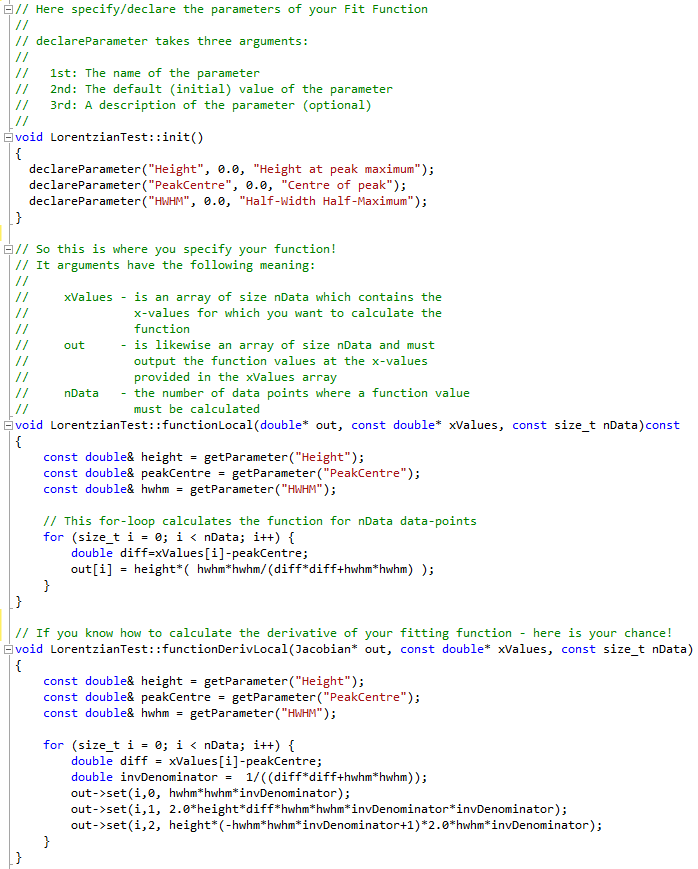 // Here specify/declare the parameters of your Fit Function
//
// declareParameter takes three arguments:
//
//   1st: The name of the parameter
//   2nd: The default (initial) value of the parameter
//   3rd: A description of the parameter (optional)
//
void LorentzianTest::init()
{
  declareParameter("Height", 0.0, "Height at peak maximum");
  declareParameter("PeakCentre", 0.0, "Centre of peak");
  declareParameter("HWHM", 0.0, "Half-Width Half-Maximum");
}

// So this is where you specify your function!
// It arguments have the following meaning:
//
//     xValues - is an array of size nData which contains the
//               x-values for which you want to calculate the
//               function
//     out     - is likewise an array of size nData and must
//               output the function values at the x-values
//               provided in the xValues array
//     nData   - the number of data points where a function value
//               must be calculated
void LorentzianTest::functionLocal(double* out, const double* xValues, const size_t nData)const
{
    const double& height = getParameter("Height");
    const double& peakCentre = getParameter("PeakCentre");
    const double& hwhm = getParameter("HWHM");

    // This for-loop calculates the function for nData data-points
    for (size_t i = 0; i < nData; i++) {
        double diff=xValues[i]-peakCentre;
        out[i] = height*( hwhm*hwhm/(diff*diff+hwhm*hwhm) );
    }
}

// If you know how to calculate the derivative of your fitting function - here is your chance!
void LorentzianTest::functionDerivLocal(Jacobian* out, const double* xValues, const size_t nData)
{
    const double& height = getParameter("Height");
    const double& peakCentre = getParameter("PeakCentre");
    const double& hwhm = getParameter("HWHM");

    for (size_t i = 0; i < nData; i++) {
        double diff = xValues[i]-peakCentre;
        double invDenominator =  1/((diff*diff+hwhm*hwhm));
        out->set(i,0, hwhm*hwhm*invDenominator);
        out->set(i,1, 2.0*height*diff*hwhm*hwhm*invDenominator*invDenominator);
        out->set(i,2, height*(-hwhm*hwhm*invDenominator+1)*2.0*hwhm*invDenominator);
    }
}